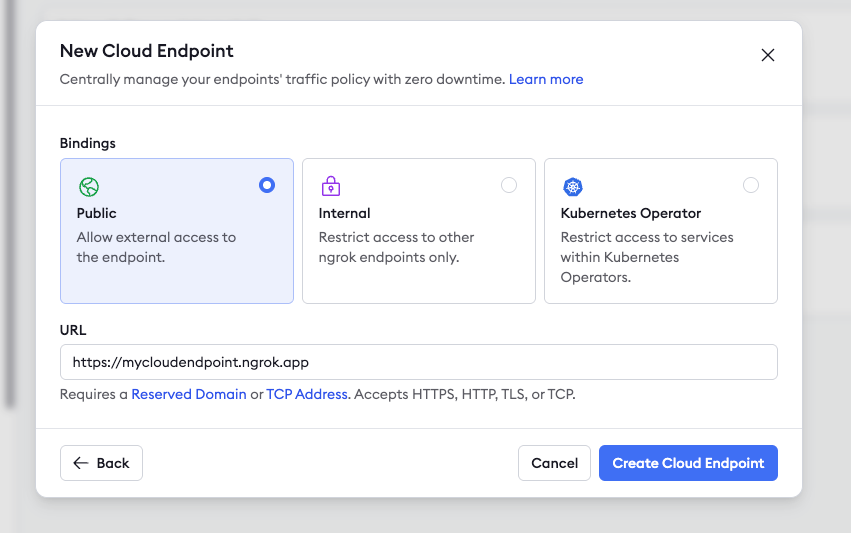 New Cloud Endpoint
Centrally manage your endpoints' traffic policy with zero downtime. Learn more
Bindings
Public
Allow external access to
the endpoint.
Internal
Restrict access to other
ngrok endpoints only.
Kubernetes Operator
Restrict access to services
within Kubernetes
Operators.
URL
https://mycloudendpoint.ngrok.app
Requires a Reserved Domain or TCP Address. Accepts HTTPS, HTTP, TLS, or TCP.
Back
Cancel
Create Cloud Endpoint